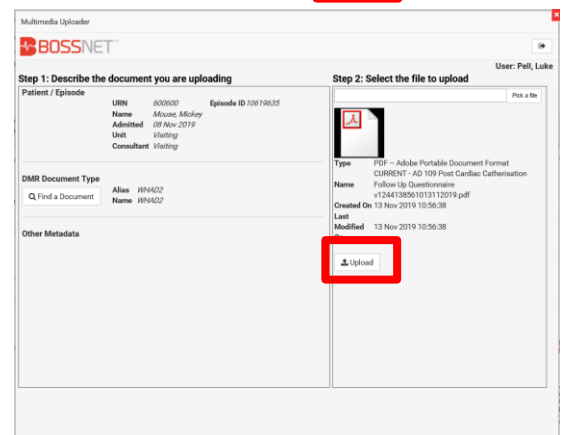 Multimedia Uploader
BOSSNET
User: Pell, Luke
Step 1: Describe the document you are uploading
Patient / Episode
URN 600600 Episode ID 10619635
Name Mouse, Mickey
Admitted 08 Nov 2019
Unit Visiting
Consultant Visiting
DMR Document Type
Find a Document
Alias WHAD2
Name WHAD2
Other Metadata
Step 2: Select the file to upload
Pick a file
Type PDF – Adobe Portable Document Format
CURRENT - AD 109 Post Cardiac Catherisation
Name Follow Up Questionnaire
v1244138561013112019.pdf
Created On 13 Nov 2019 10:56:38
Last
Modified 13 Nov 2019 10:56:38
Upload